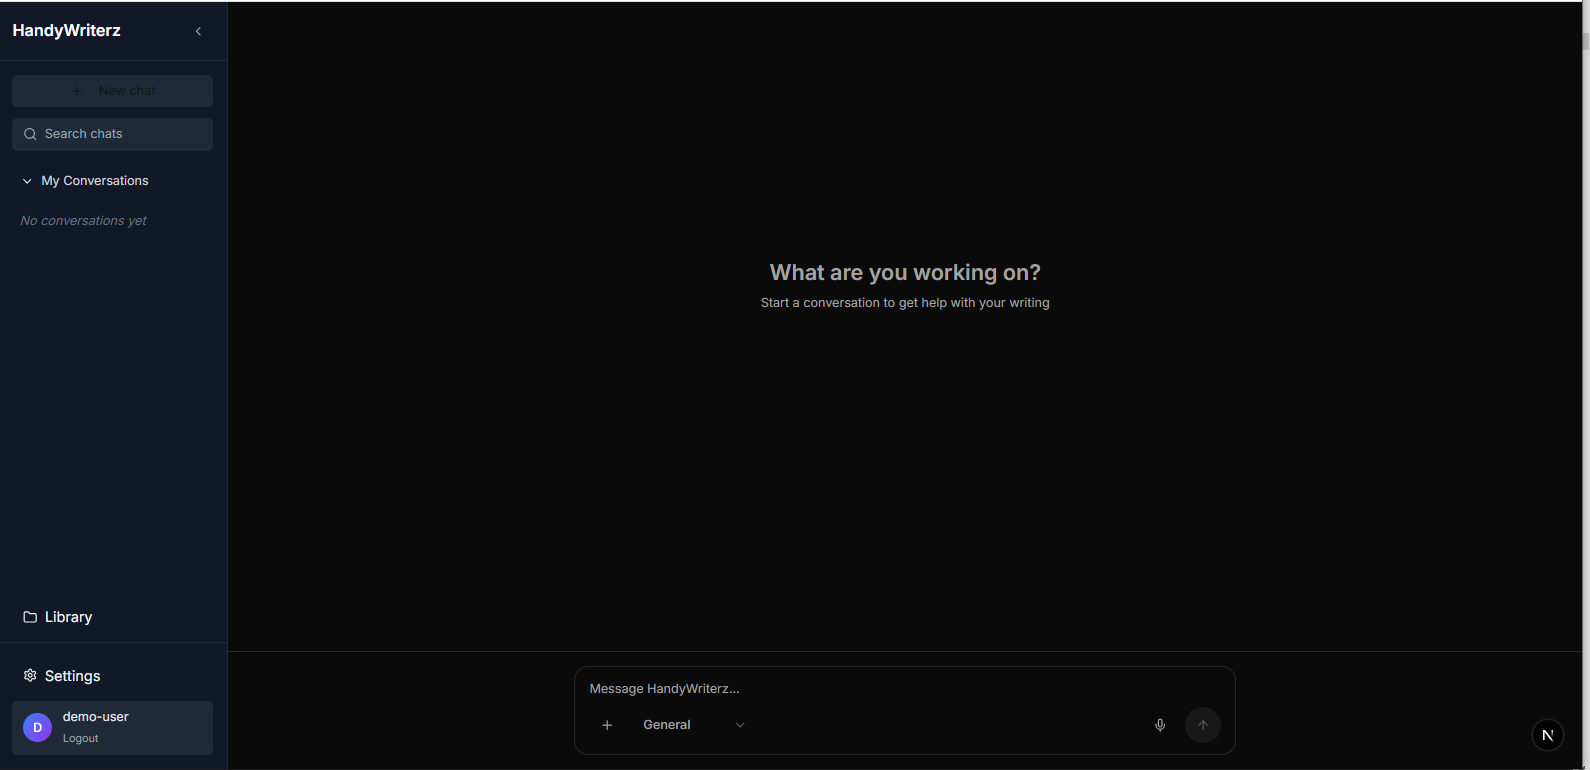 HandyWriterz
New chat
Search chats
My Conversations
No conversations yet
What are you working on?
Start a conversation to get help with your writing
Library
Settings
D
demo-user
Logout
Message HandyWriterz...
General
N